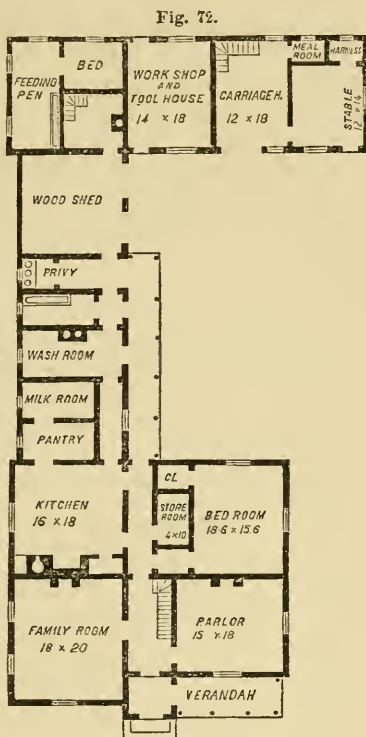 Fig. 72.
BED
FEEDING
PEN
WORK SHOP
AND
TOOL HOUSE
14 × 18
CARRIAGE H.
12 × 18
MEAL
ROOM
HARNESS
STABLE
12 × 14
WOOD SHED
PRIVY
WASH ROOM
MILK ROOM
PANTRY
KITCHEN
16 × 18
CL
STORE
ROOM
4×10
BED ROOM
18·6 × 15.6
FAMILY ROOM
18 × 20
PARLOR
15 × 18
VERANDAH